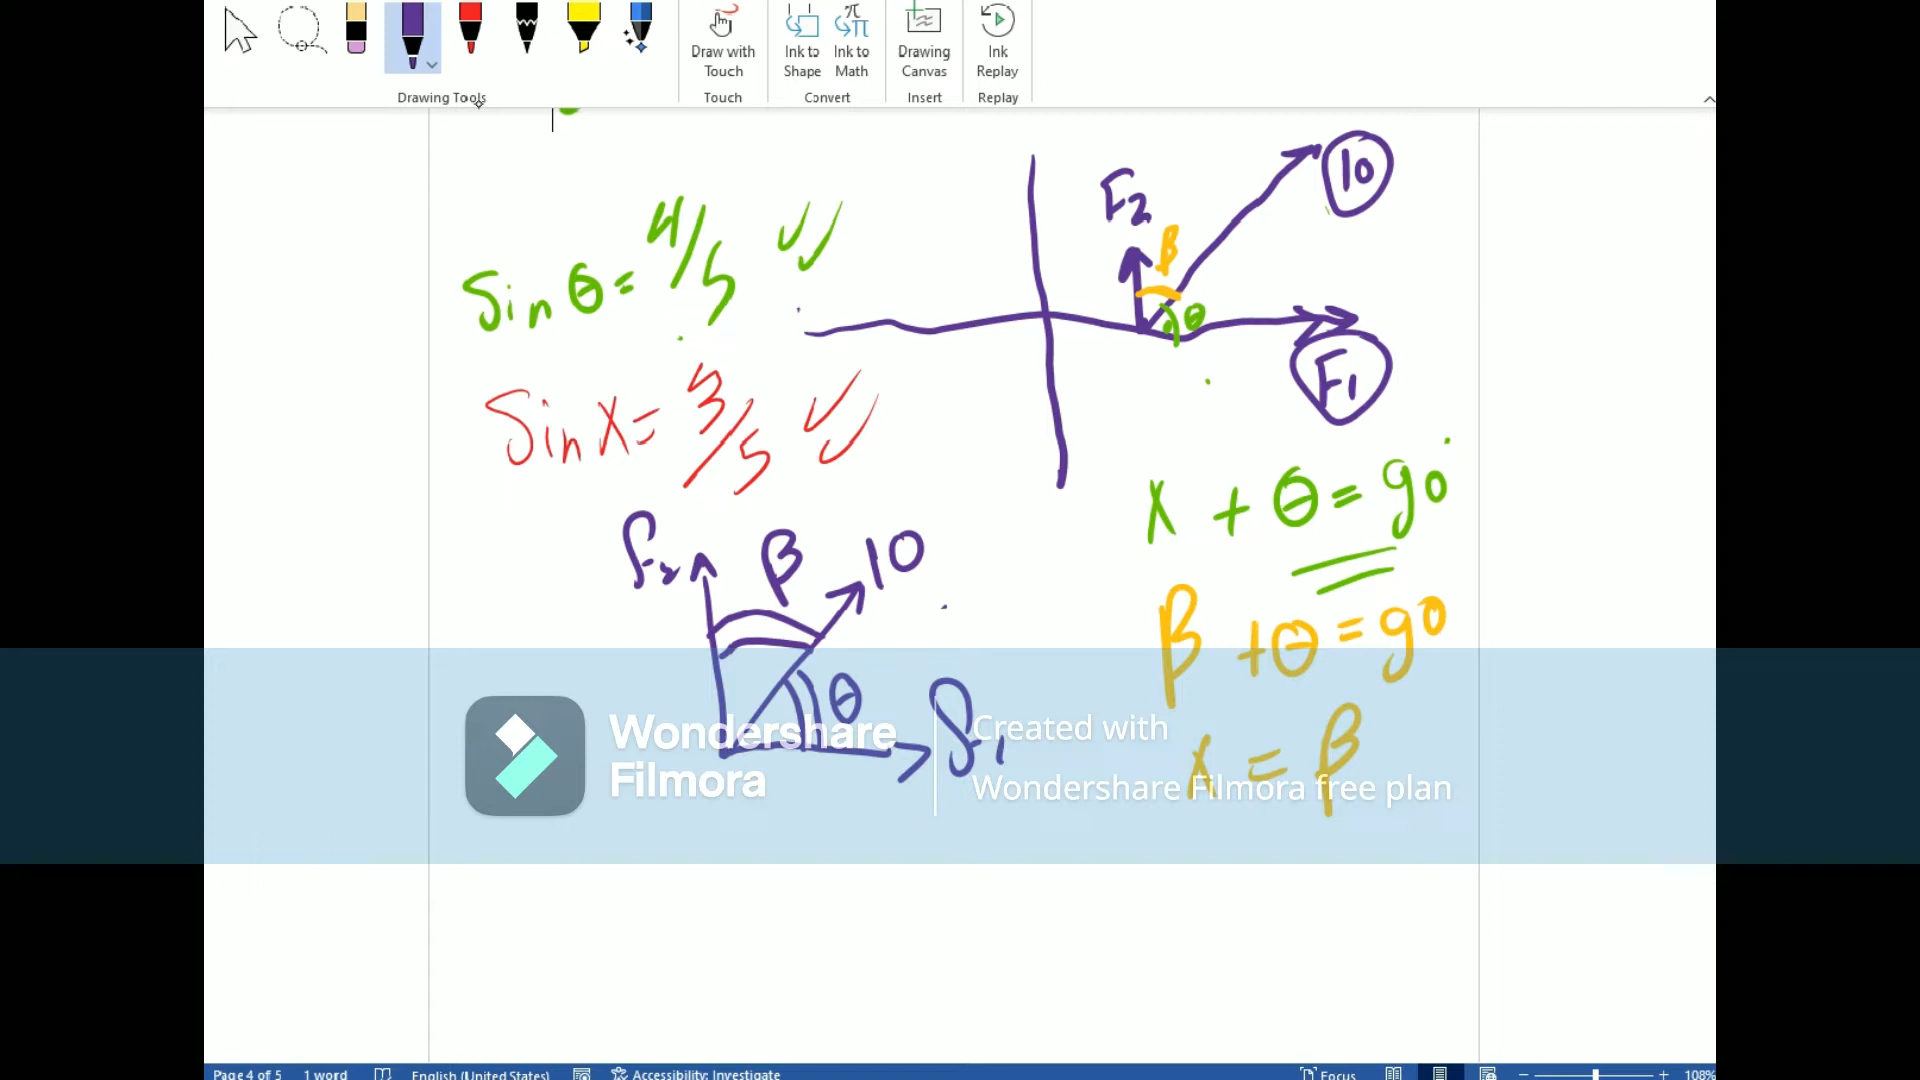 Draw with Touch
Ink to Shape
Ink to Math
Drawing Canvas
Ink Replay
Drawing Tools
Touch
Convert
Insert
Replay
F2
10
β
θ
F1
Sin θ = 4/5
Sin x = 3/5
x + θ = 90
β + θ = 90
x = β
F2
β
10
θ
F1
Wondershare Filmora
Created with
Wondershare Filmora free plan
Page 4 of 5
1 word
English (United States)
Accessibility: Investigate
Focus
108%